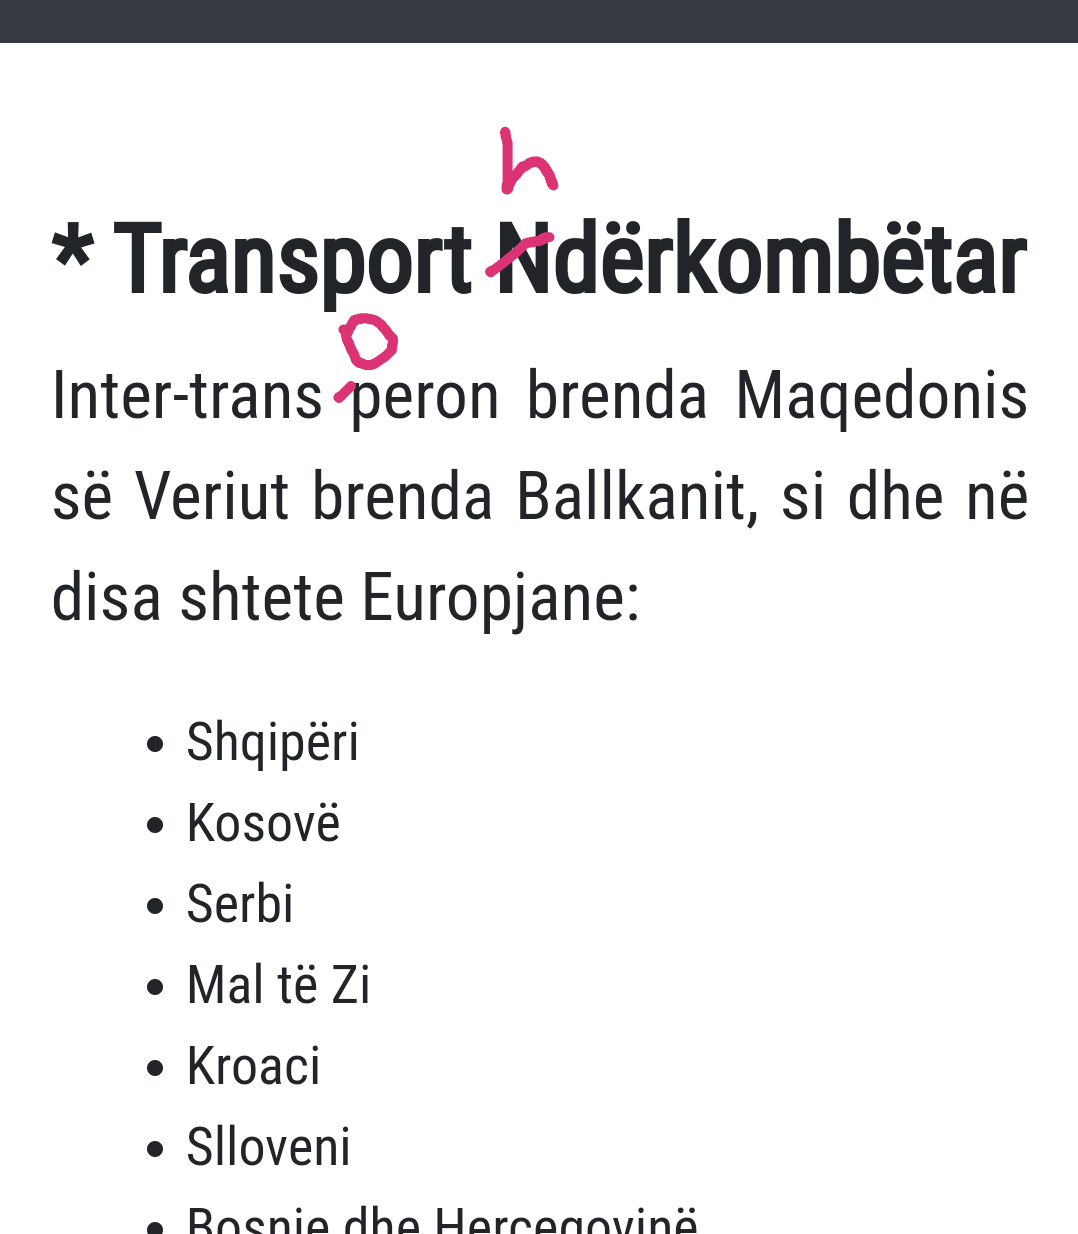 h
* Transport Ndërkombëtar
o
Inter-trans peron brenda Maqedonis
së Veriut brenda Ballkanit, si dhe në
disa shtete Europjane:
• Shqipëri
• Kosovë
• Serbi
• Mal të Zi
• Kroaci
• Slloveni
• Bosnje dhe Hercegovinë